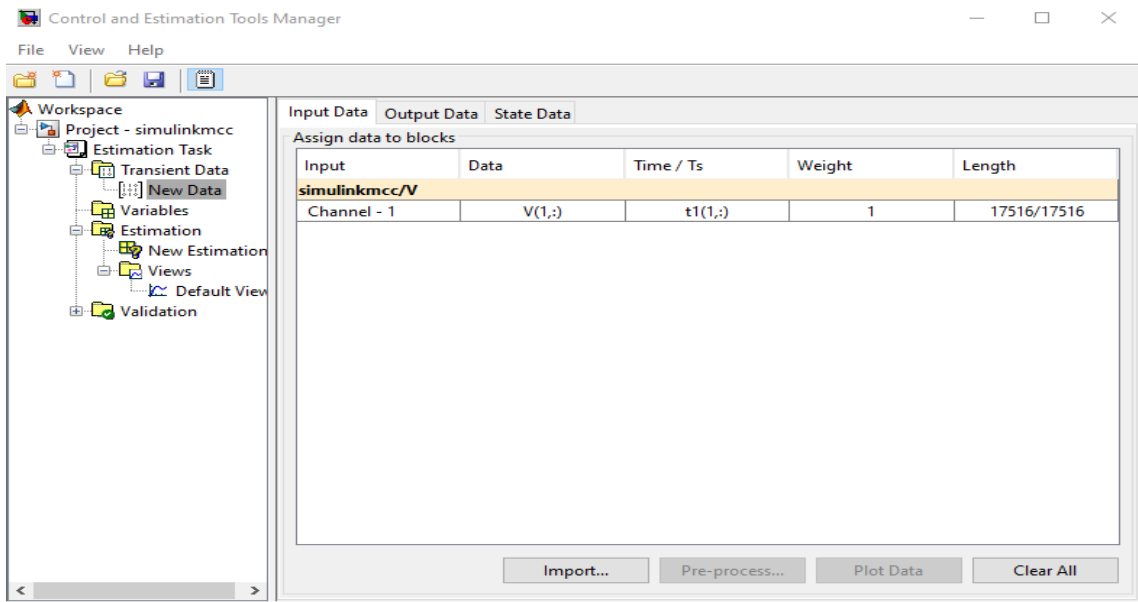 Control and Estimation Tools Manager
File View Help
Workspace
Project - simulinkmcc
Estimation Task
Transient Data
New Data
Variables
Estimation
New Estimation
Views
Default View
Validation
Input Data Output Data State Data
Assign data to blocks
Input Data Time / Ts Weight Length
simulinkmcc/V
Channel - 1 V(1,:) t1(1,:) 1 17516/17516
Import... Pre-process... Plot Data Clear All